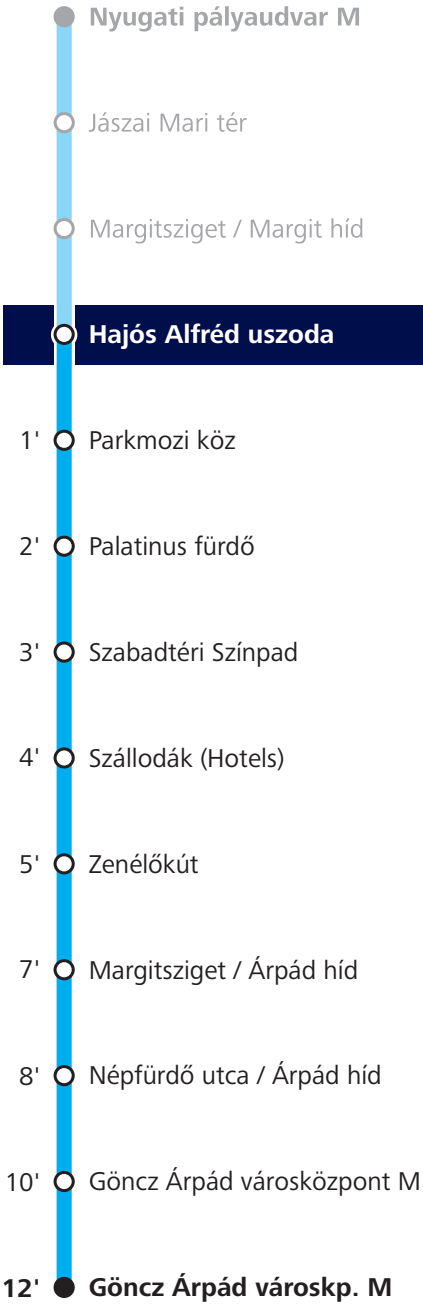 Nyugati pályaudvar M
Jászai Mari tér
Margitsziget / Margit híd
Hajós Alfréd uszoda
1' Parkmozi köz
2' Palatinus fürdő
3' Szabadtéri Színpad
4' Szállodák (Hotels)
5' Zenélőkút
7' Margitsziget / Árpád híd
8' Népfürdő utca / Árpád híd
10' Göncz Árpád városközpont M
12' Göncz Árpád városkp. M